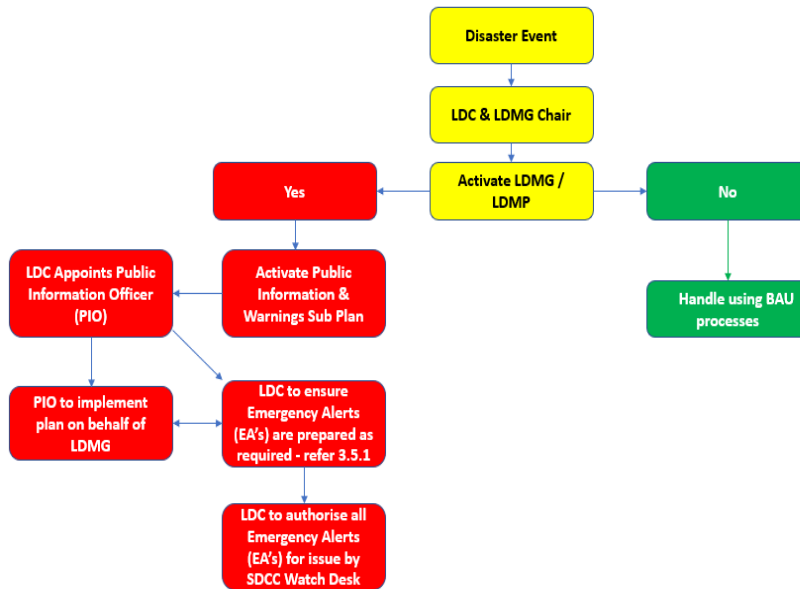 Disaster Event
LDC & LDMG Chair
Activate LDMG /
LDMP
Yes
No
LDC Appoints Public
Information Officer
(PIO)
Activate Public
Information &
Warnings Sub Plan
Handle using BAU
processes
PIO to implement
plan on behalf of
LDMG
LDC to ensure
Emergency Alerts
(EA's) are prepared as
required - refer 3.5.1
LDC to authorise all
Emergency Alerts
(EA's) for issue by
SDCC Watch Desk